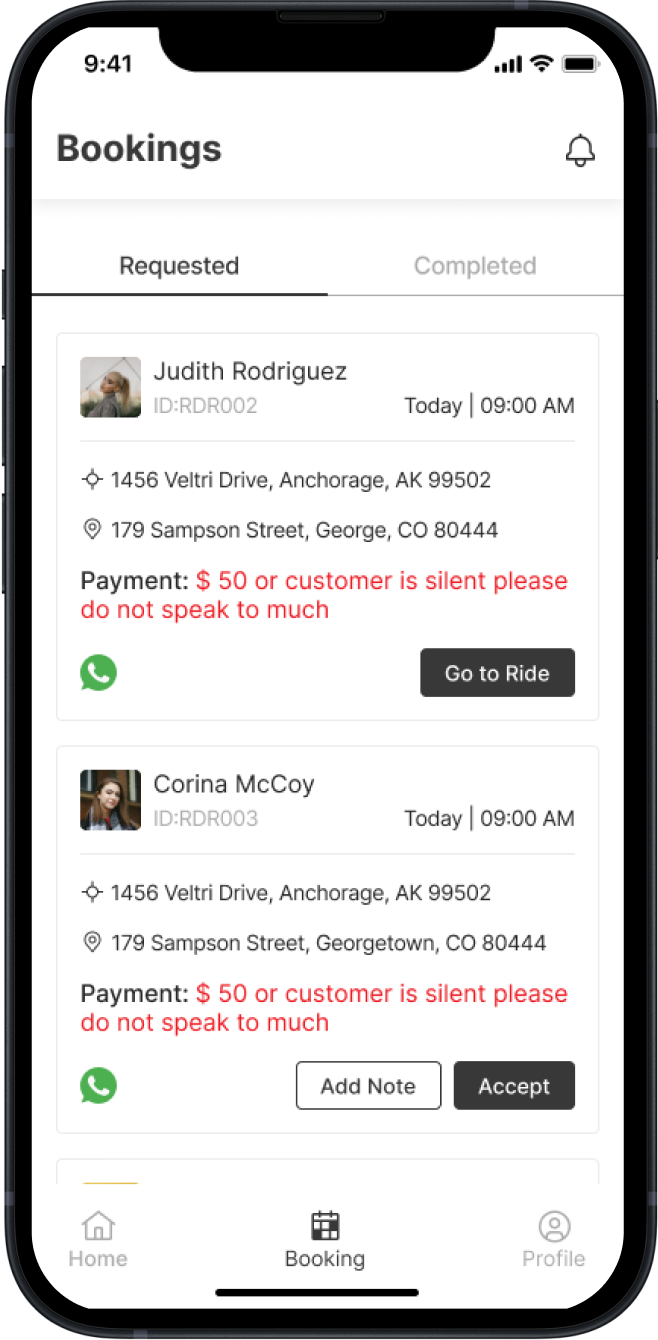 9:41
Bookings
Requested
Completed
Judith Rodriguez
ID:RDR002
Today | 09:00 AM
1456 Veltri Drive, Anchorage, AK 99502
179 Sampson Street, George, CO 80444
Payment: $ 50 or customer is silent please
do not speak to much
Go to Ride
Corina McCoy
ID:RDR003
Today | 09:00 AM
1456 Veltri Drive, Anchorage, AK 99502
179 Sampson Street, Georgetown, CO 80444
Payment: $ 50 or customer is silent please
do not speak to much
Add Note
Accept
Home
Booking
Profile